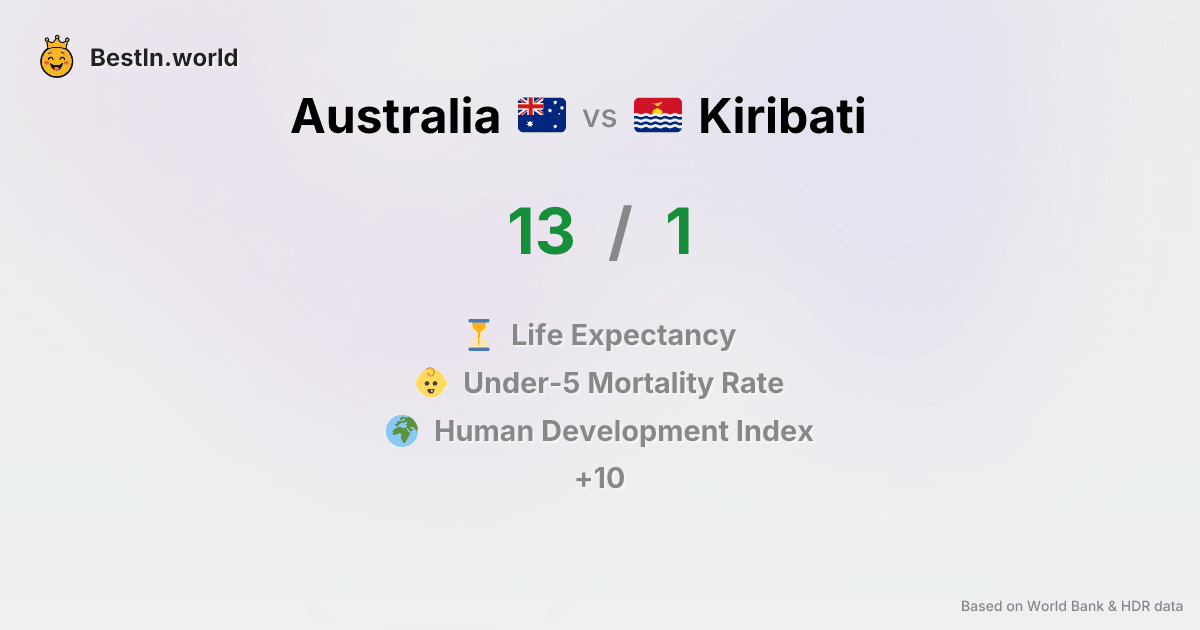 BestIn.world
Australia vs Kiribati
13 / 1
Life Expectancy
Under-5 Mortality Rate
Human Development Index
+10
Based on World Bank & HDR data